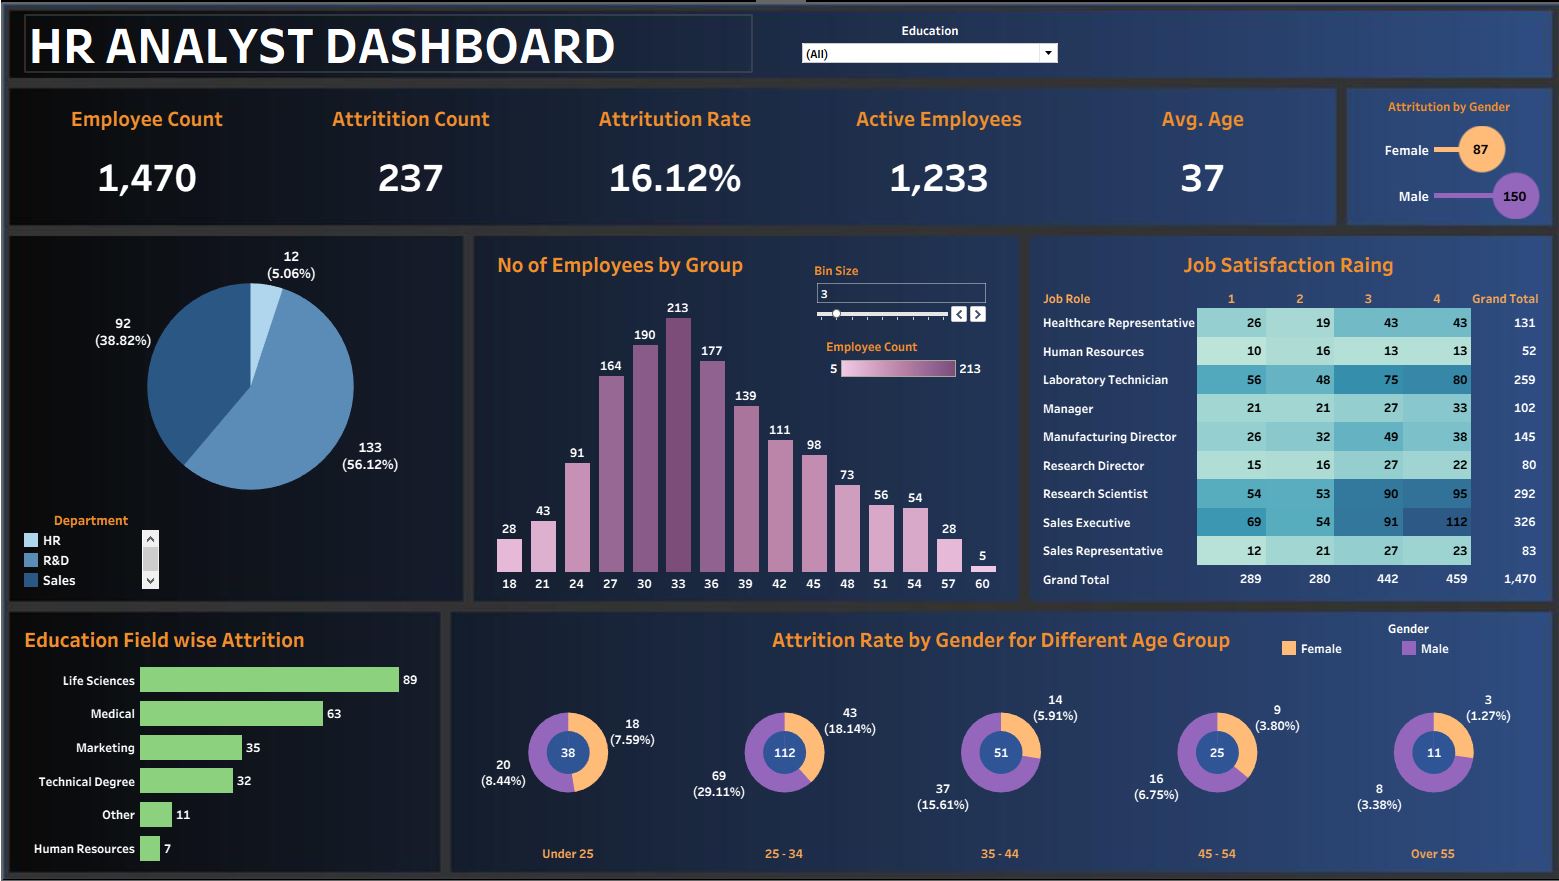 HR ANALYST DASHBOARD
Education
(All)
Employee Count
Attritition Count
Attritution Rate
Active Employees
Avg. Age
1,470
237
16.12%
1,233
37
Attritution by Gender
Female
87
Male
150
12
(5.06%)
92
(38.82%)
133
(56.12%)
Department
HR
R&D
Sales
No of Employees by Group
Bin Size
3
Employee Count
5
213
28
43
91
164
190
213
177
139
111
98
73
56
54
28
5
18 21 24 27 30 33 36 39 42 45 48 51 54 57 60
Job Satisfaction Raing
Job Role 1 2 3 4 Grand Total
Healthcare Representative 26 19 43 43 131
Human Resources 10 16 13 13 52
Laboratory Technician 56 48 75 80 259
Manager 21 21 27 33 102
Manufacturing Director 26 32 49 38 145
Research Director 15 16 27 22 80
Research Scientist 54 53 90 95 292
Sales Executive 69 54 91 112 326
Sales Representative 12 21 27 23 83
Grand Total 289 280 442 459 1,470
Education Field wise Attrition
Life Sciences 89
Medical 63
Marketing 35
Technical Degree 32
Other 11
Human Resources 7
Attrition Rate by Gender for Different Age Group
Gender
Female
Male
18
(7.59%)
38
20
(8.44%)
Under 25
43
(18.14%)
112
69
(29.11%)
25 - 34
14
(5.91%)
51
37
(15.61%)
35 - 44
9
(3.80%)
25
16
(6.75%)
45 - 54
3
(1.27%)
11
8
(3.38%)
Over 55